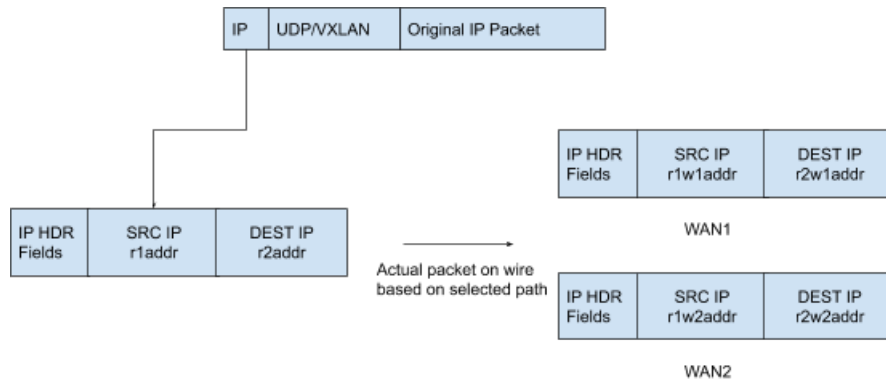 IP UDP/VXLAN Original IP Packet
IP HDR SRC IP DEST IP
Fields r1w1addr r2w1addr
WAN1
IP HDR SRC IP DEST IP
Fields r1addr r2addr
Actual packet on wire
based on selected path
IP HDR SRC IP DEST IP
Fields r1w2addr r2w2addr
WAN2